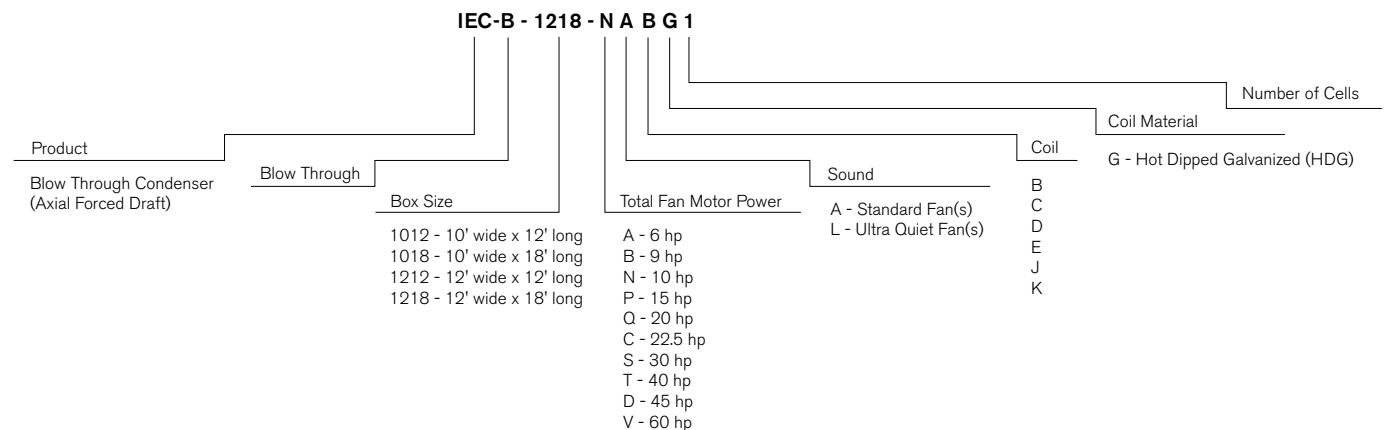 IEC-B - 1218 - N A B G 1
Number of Cells
Coil Material
G - Hot Dipped Galvanized (HDG)
Coil
B
C
D
E
J
K
Sound
A - Standard Fan(s)
L - Ultra Quiet Fan(s)
Total Fan Motor Power
A - 6 hp
B - 9 hp
N - 10 hp
P - 15 hp
Q - 20 hp
C - 22.5 hp
S - 30 hp
T - 40 hp
D - 45 hp
V - 60 hp
Box Size
1012 - 10' wide x 12' long
1018 - 10' wide x 18' long
1212 - 12' wide x 12' long
1218 - 12' wide x 18' long
Blow Through
Product
Blow Through Condenser
(Axial Forced Draft)